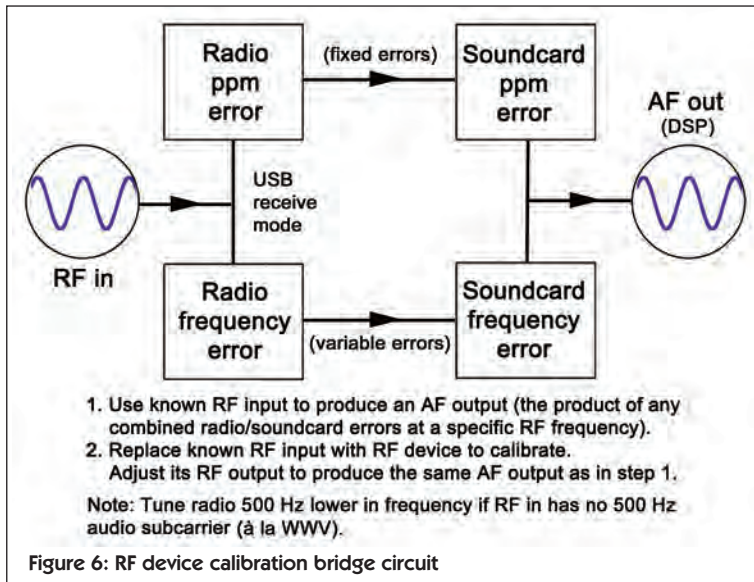 Radio
ppm
error
(fixed errors)
Soundcard
ppm
error
AF out
(DSP)
USB
receive
mode
RF in
Radio
frequency
error
(variable errors)
Soundcard
frequency
error
1. Use known RF input to produce an AF output (the product of any
combined radio/soundcard errors at a specific RF frequency).
2. Replace known RF input with RF device to calibrate.
Adjust its RF output to produce the same AF output as in step 1.
Note: Tune radio 500 Hz lower in frequency if RF in has no 500 Hz
audio subcarrier (à la WWV).
Figure 6: RF device calibration bridge circuit